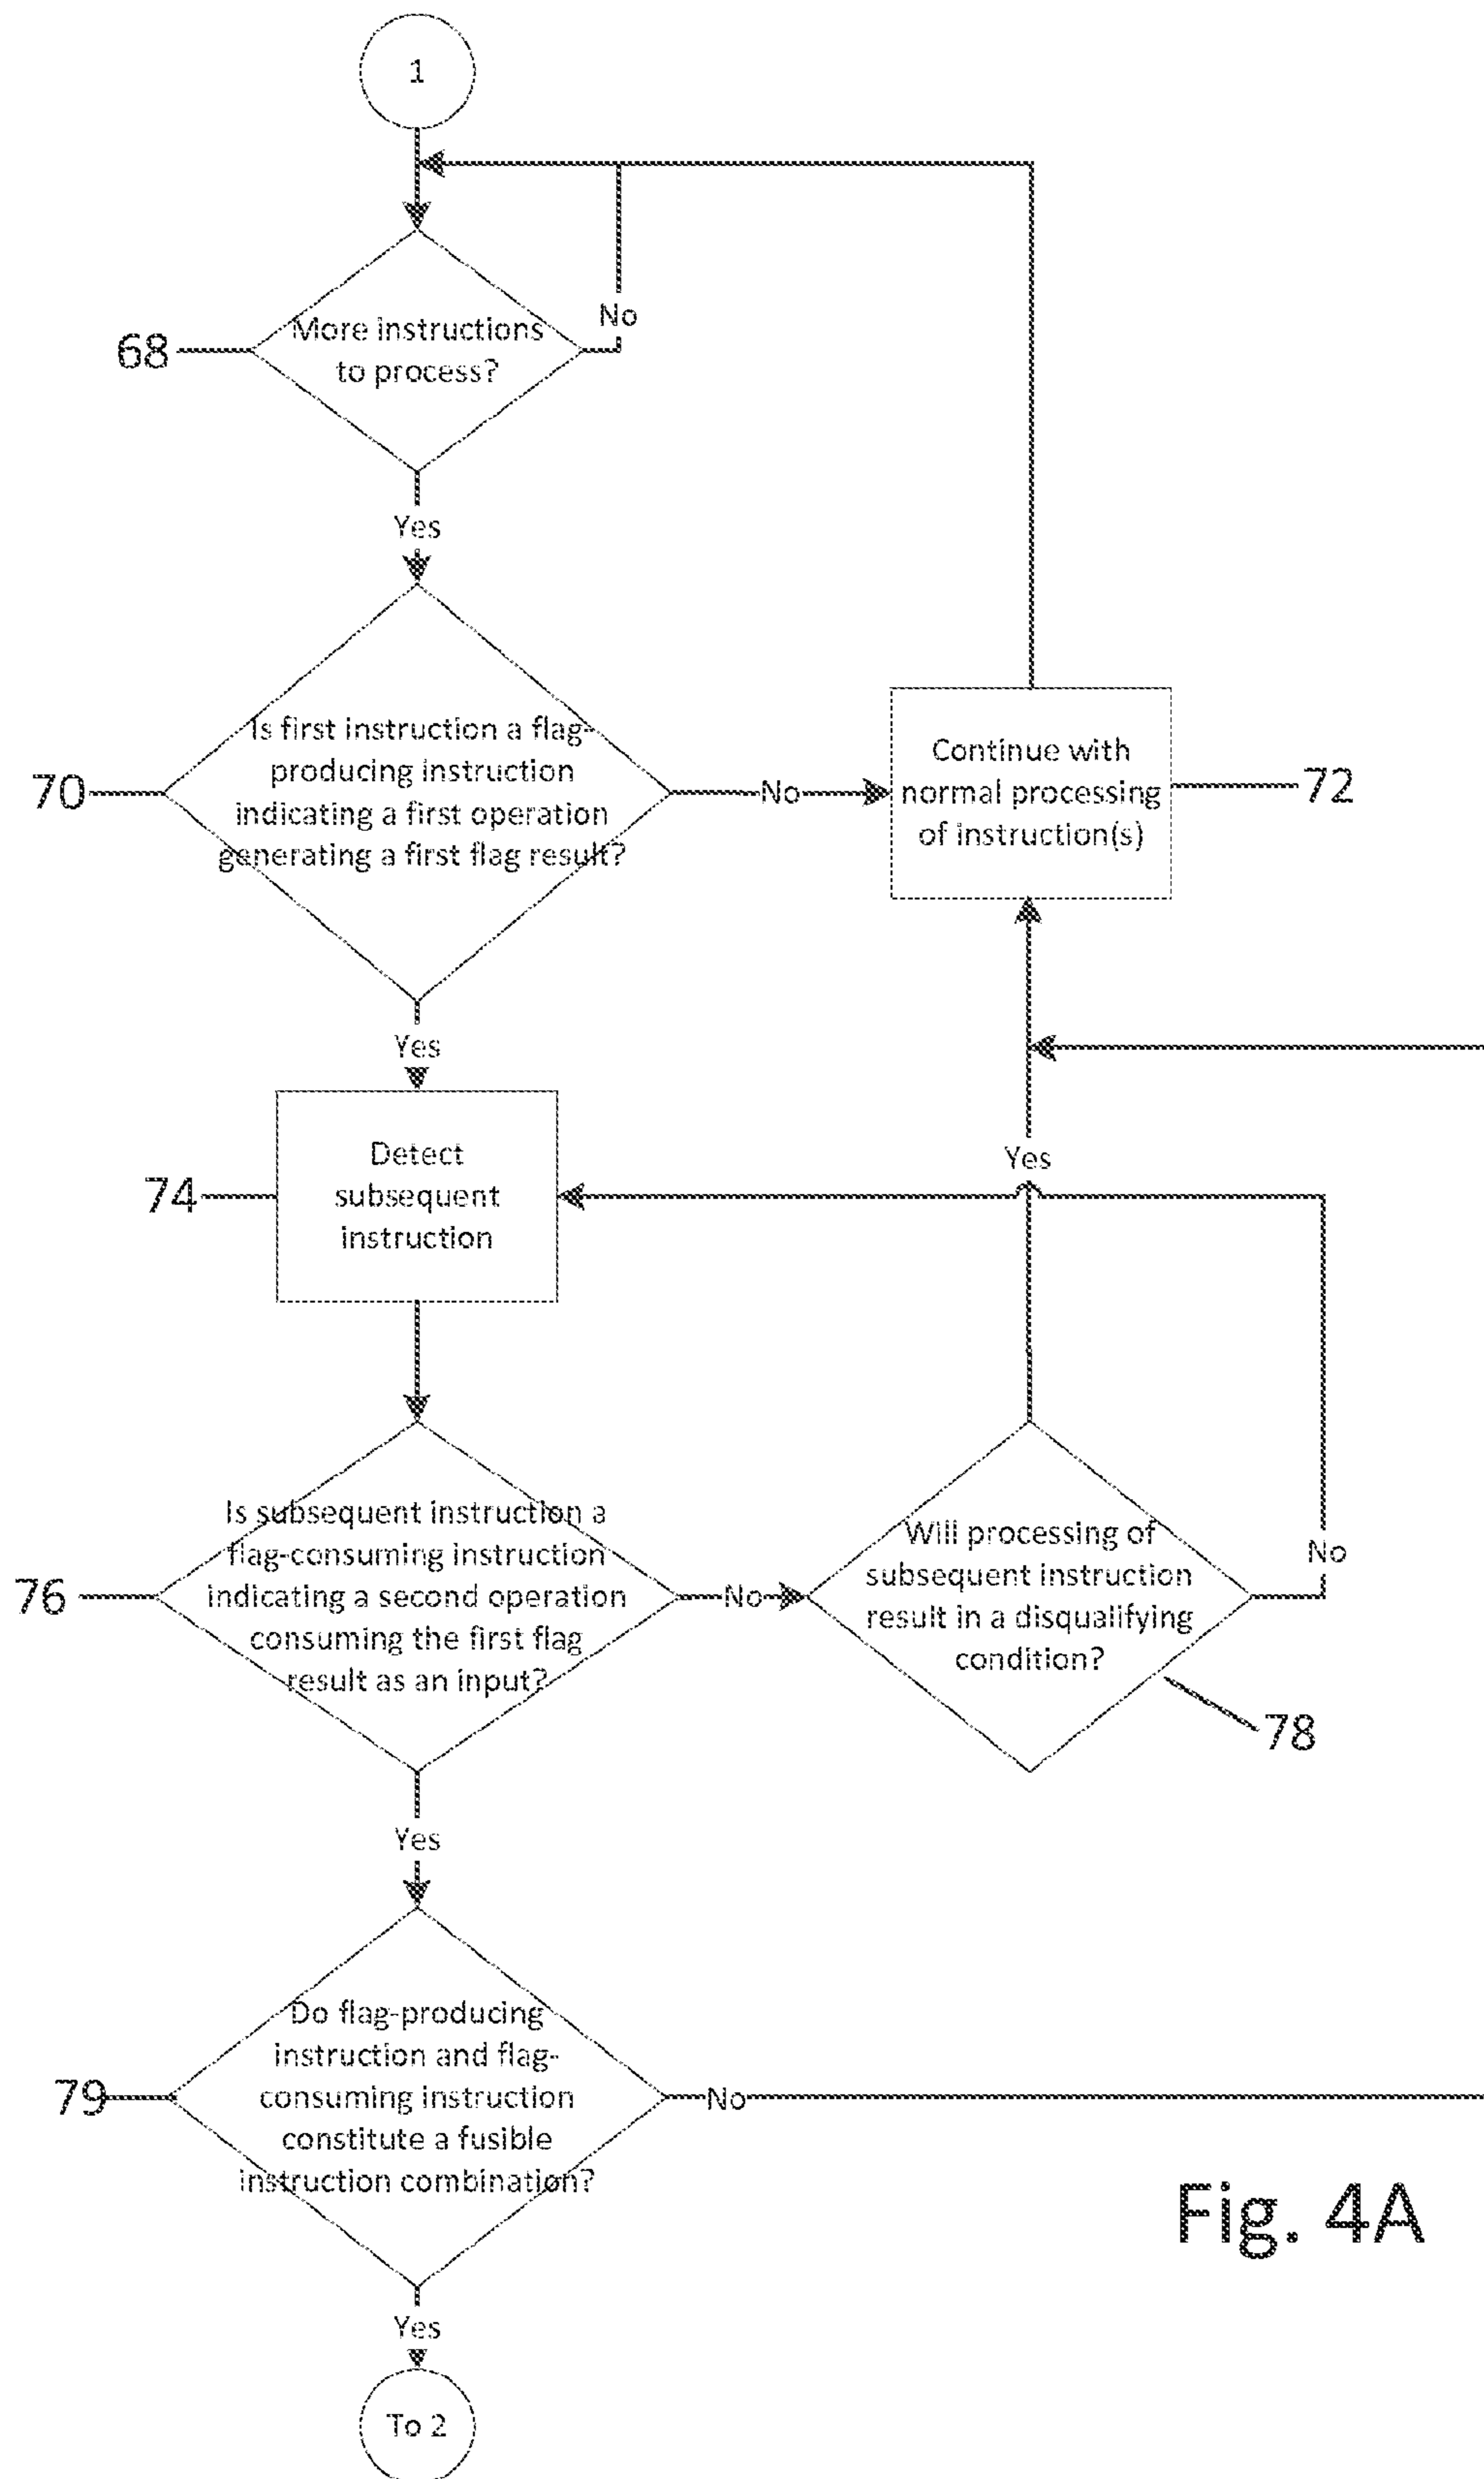 1
More instructions
to process?
No
68
Yes
Is first instruction a flag-
producing instruction
indicating a first operation
generating a first flag result?
70
No
Continue with
normal processing
of instruction(s)
72
Yes
Detect
subsequent
instruction
74
Yes
Is subsequent instruction a
flag-consuming instruction
indicating a second operation
consuming the first flag
result as an input?
76
No
Will processing of
subsequent instruction
result in a disqualifying
condition?
No
78
Yes
Do flag-producing
instruction and flag-
consuming instruction
constitute a fusible
instruction combination?
79
No
Fig. 4A
Yes
To 2